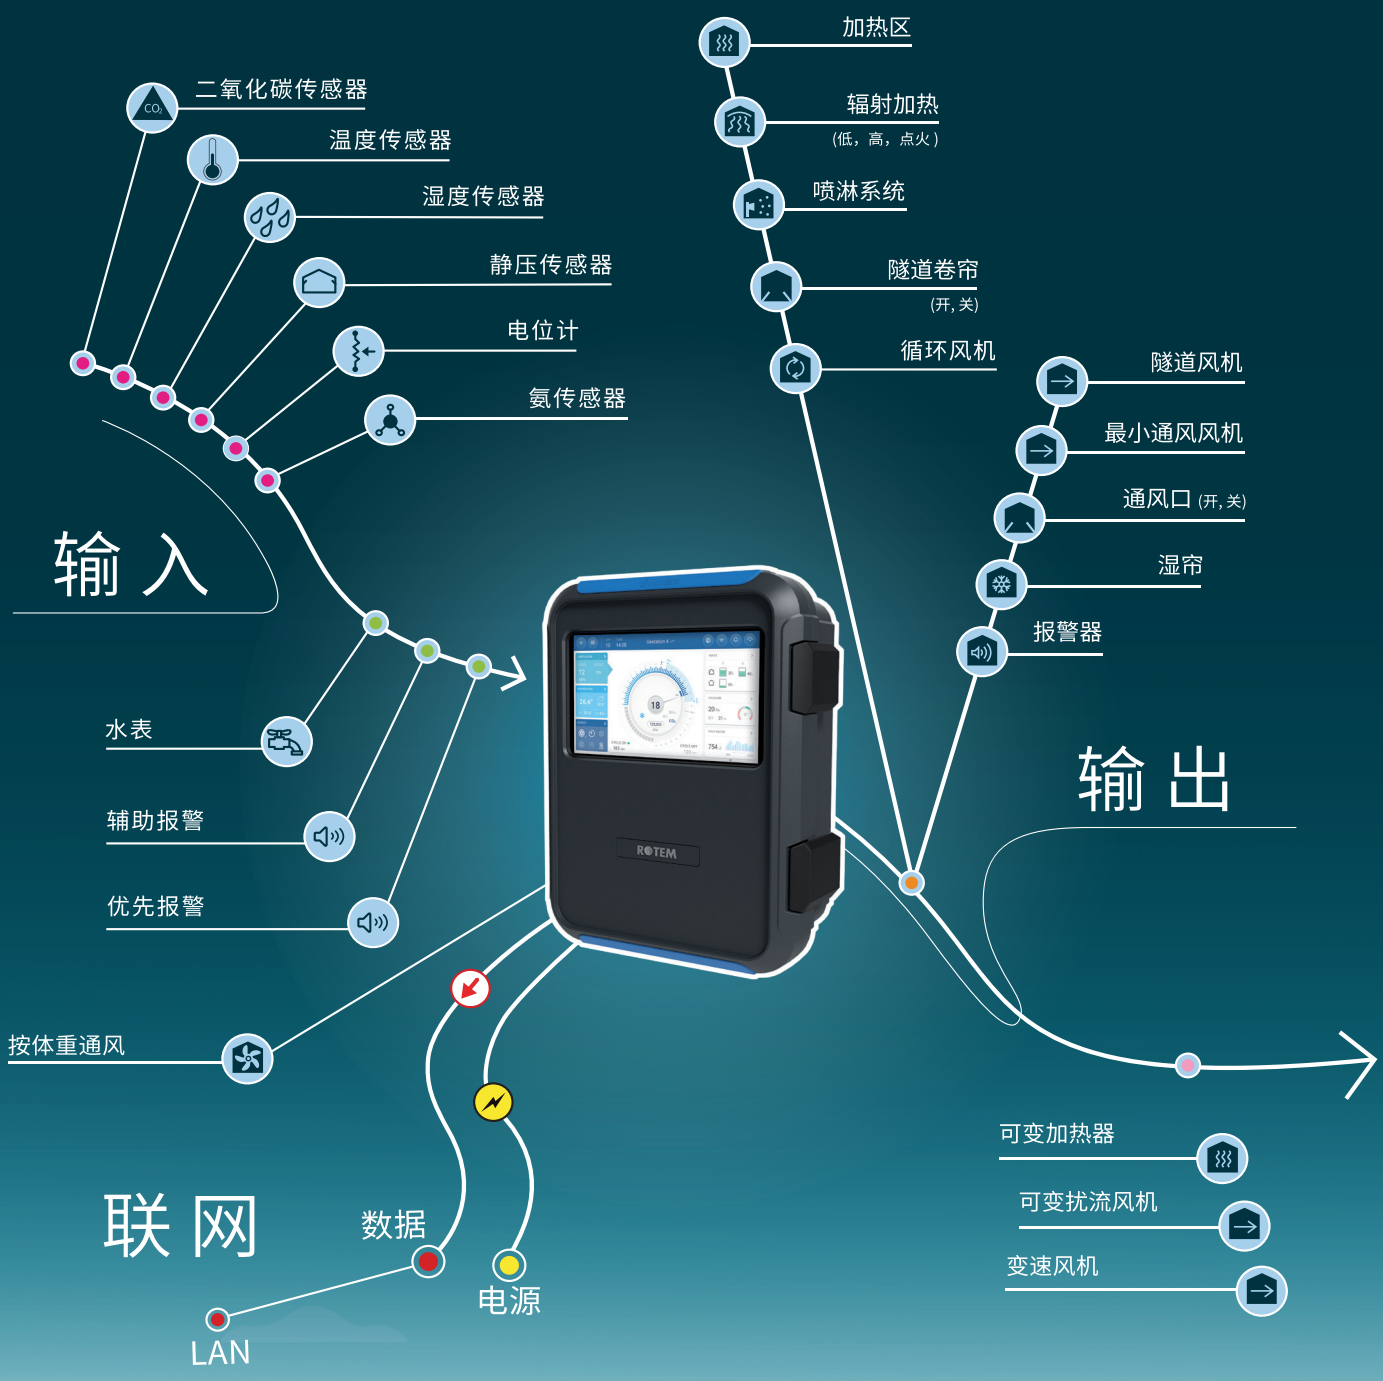 加热区
二氧化碳传感器
CO₂
辐射加热
(低，高，点火)
温度传感器
喷淋系统
湿度传感器
隧道卷帘
(开, 关)
静压传感器
电位计
循环风机
隧道风机
氨传感器
最小通风风机
通风口 (开, 关)
输入
湿帘
报警器
水表
输出
18
ROTEM
辅助报警
优先报警
按体重通风
可变加热器
可变扰流风机
联网
数据
变速风机
电源
LAN